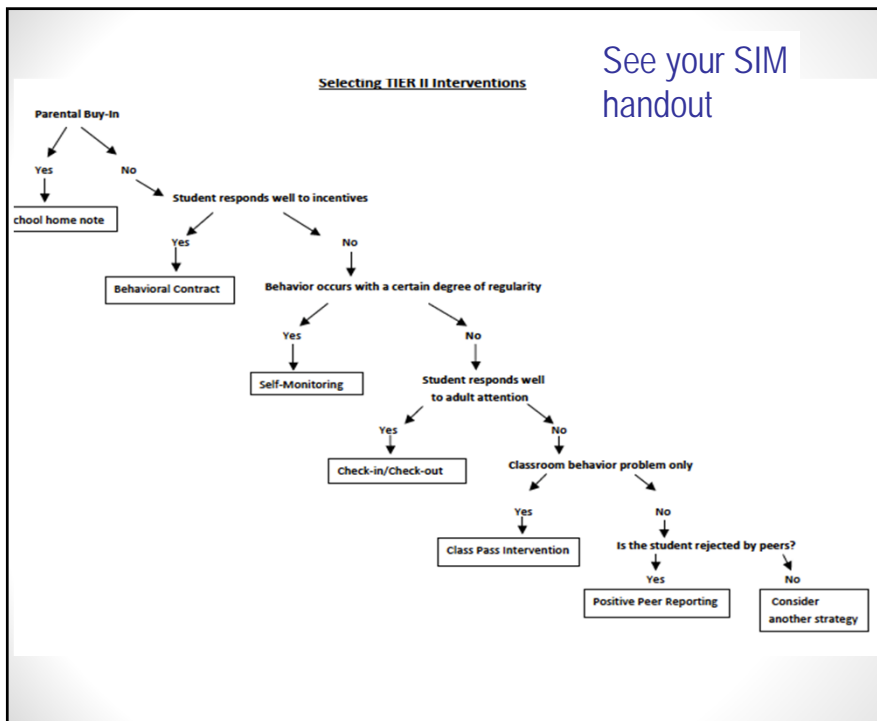 See your SIM
handout
Selecting TIER II Interventions
Parental Buy-In
Yes
No
Student responds well to incentives
chool home note
Yes
No
Behavioral Contract
Behavior occurs with a certain degree of regularity
Yes
No
Self-Monitoring
Student responds well
to adult attention
Yes
No
Check-in/Check-out
Classroom behavior problem only
Yes
No
Class Pass Intervention
Is the student rejected by peers?
Yes
No
Positive Peer Reporting
Consider
another strategy